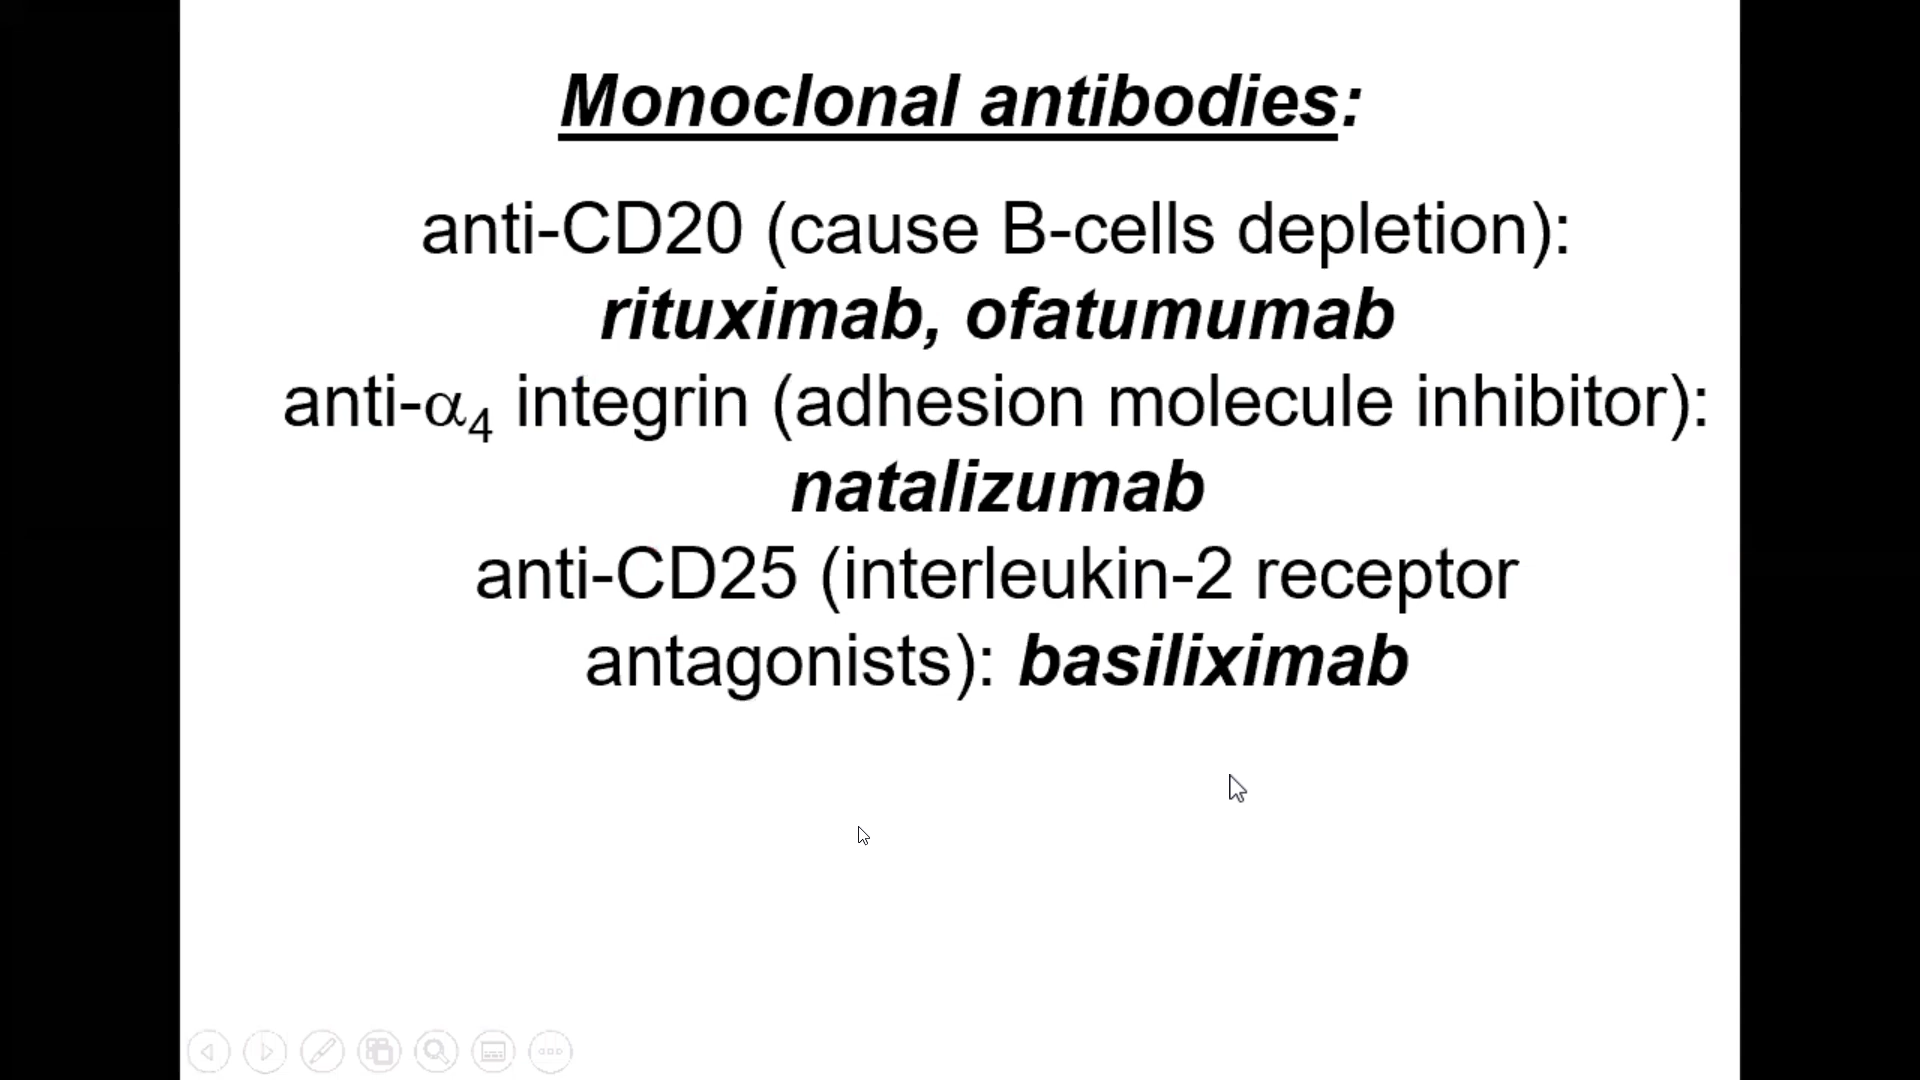 Monoclonal antibodies:
anti-CD20 (cause B-cells depletion):
rituximab, ofatumumab
anti-α₄ integrin (adhesion molecule inhibitor):
natalizumab
anti-CD25 (interleukin-2 receptor
antagonists): basiliximab